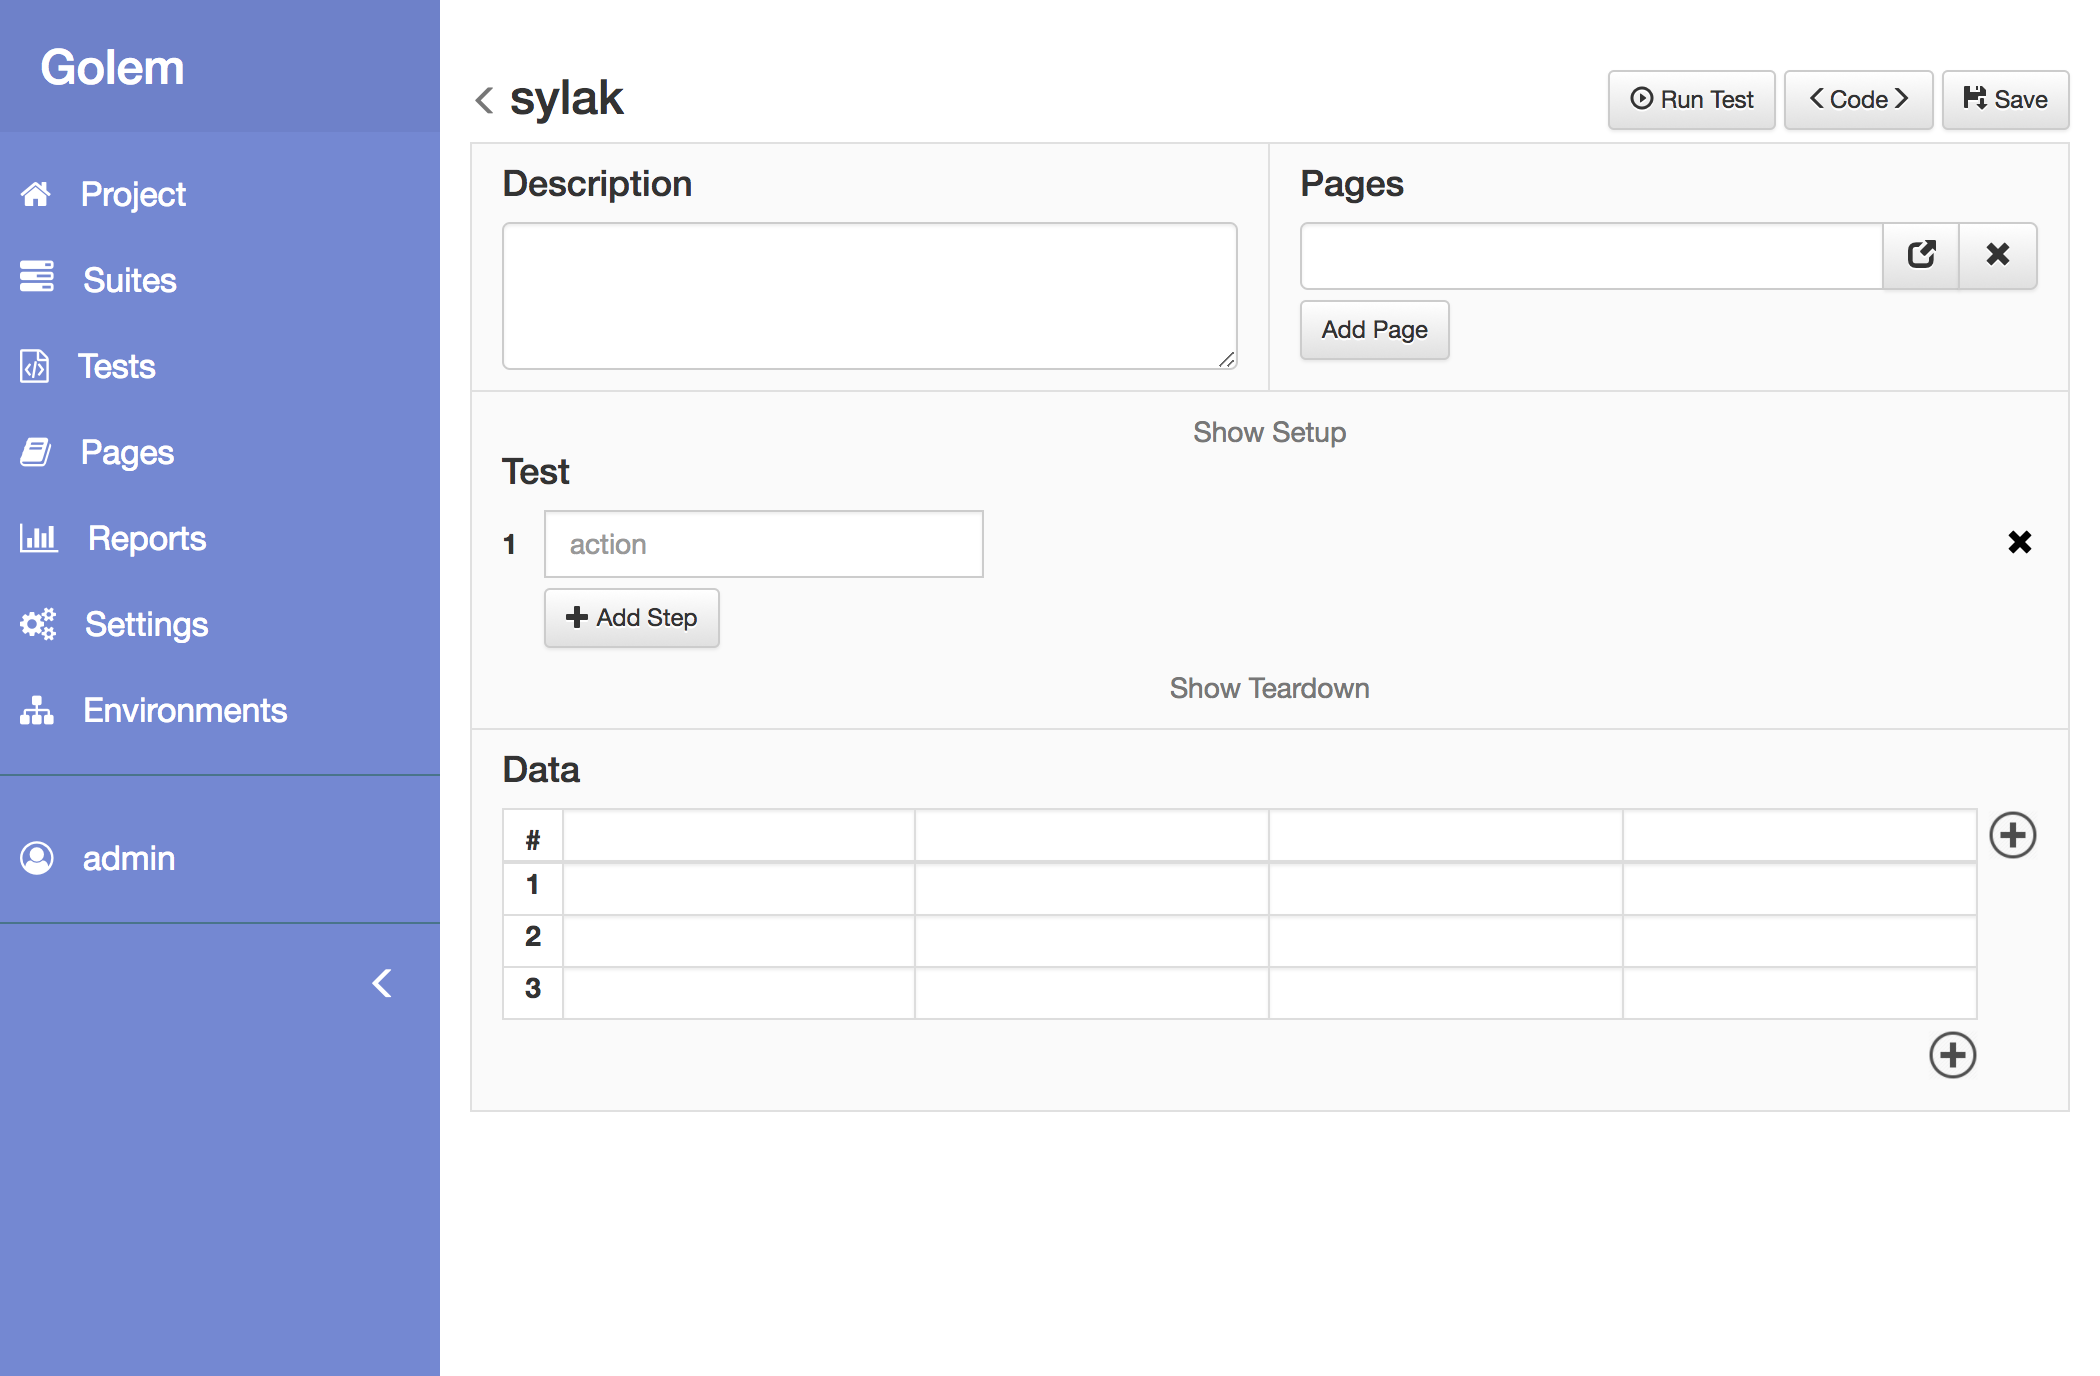 Golem
Project
Suites
Tests
Pages
Reports
Settings
Environments
admin
sylak
Run Test
Code
Save
Description
Pages
Add Page
Show Setup
Test
1 action
Add Step
Show Teardown
Data
#
1
2
3